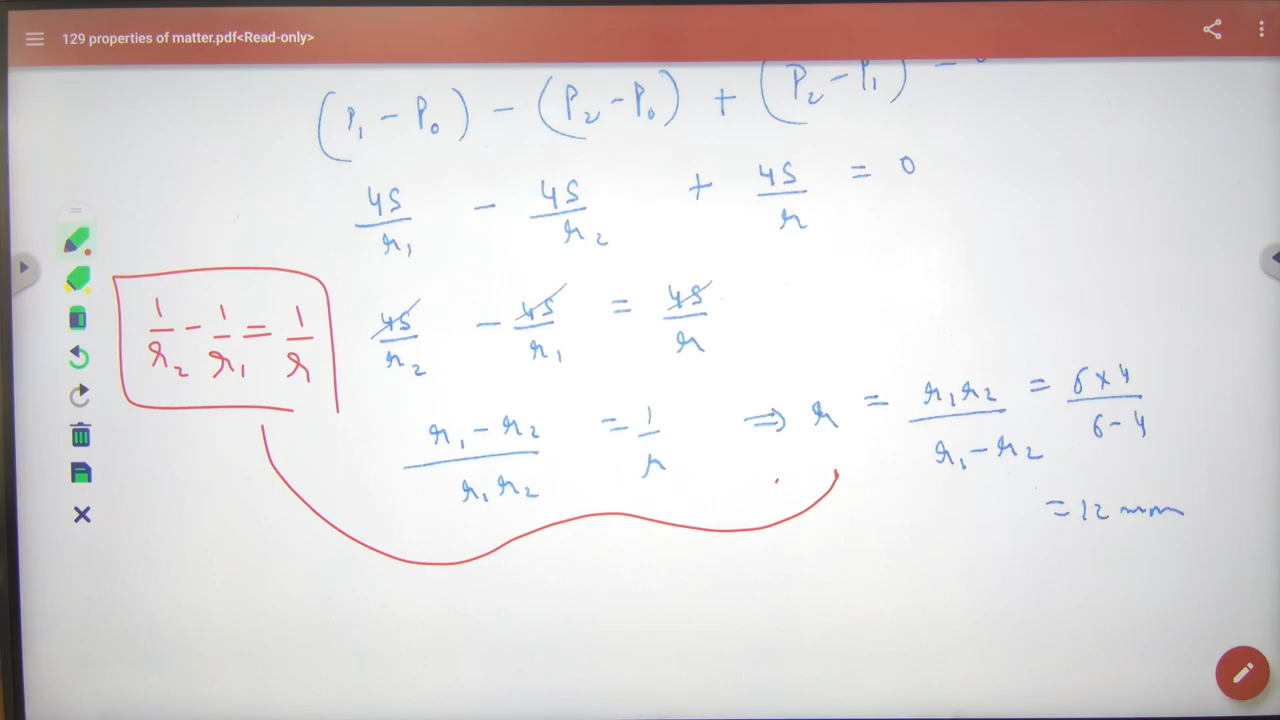 129 properties of matter.pdf<Read-only>
(P₁ - P₀) - (P₂ - P₀) + (P₂ - P₁)
4S/r₁ - 4S/r₂ + 4S/r = 0
1/r₂ - 1/r₁ = 1/r
4S/r₂ - 4S/r₁ = 4S/r
r₁ - r₂/r₁r₂ = 1/r ⇒ r = r₁r₂/r₁ - r₂ = 6 × 4/6 - 4
= 12 mm